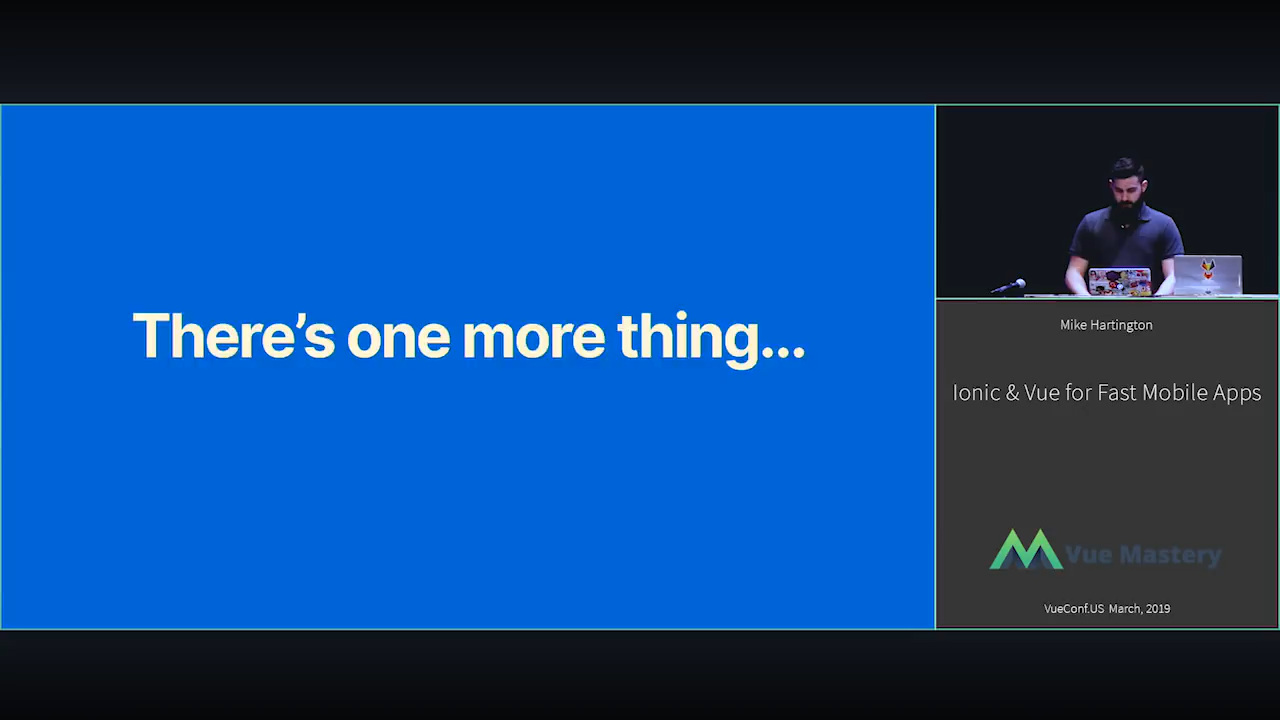 There's one more thing...
Mike Hartington
Ionic & Vue for Fast Mobile Apps
Vue Mastery
VueConf.US March, 2019